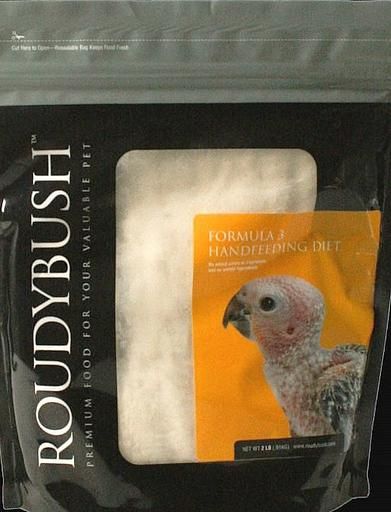 Cut Here to Open—Resealable Bag Keeps Food Fresh
ROUDYBUSH™
PREMIUM FOOD FOR YOUR VALUABLE PET
FORMULA 3
HANDFEEDING DIET
NET WT 2 LB (.91KG) www.roudybush.com